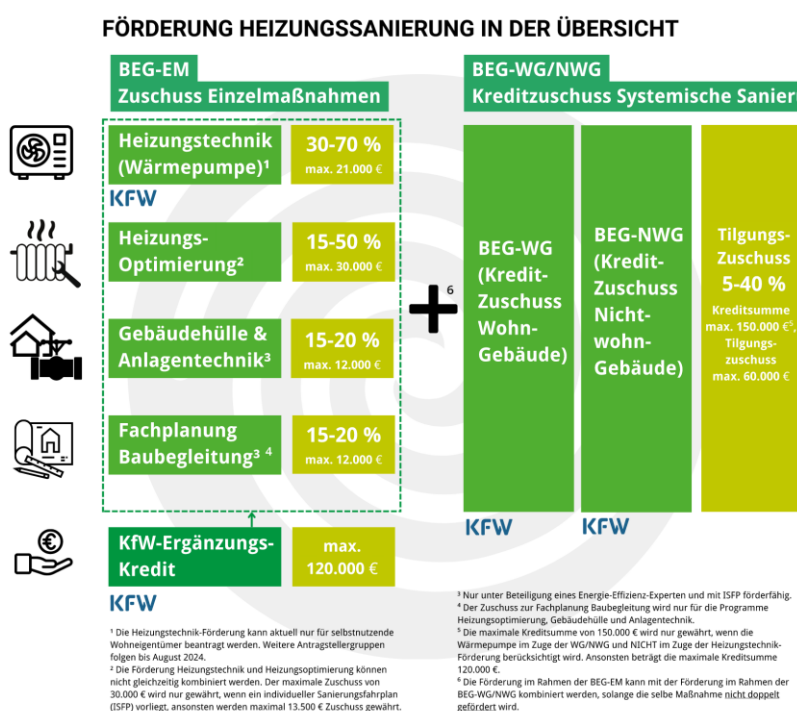 FÖRDERUNG HEIZUNGSSANIERUNG IN DER ÜBERSICHT
BEG-EM
Zuschuss Einzelmaßnahmen
Heizungstechnik
(Wärmepumpe)¹
30-70 %
max. 21.000 €
KFW
Heizungs-
Optimierung²
15-50 %
max. 30.000 €
Gebäudehülle &
Anlagentechnik³
15-20 %
max. 12.000 €
Fachplanung
Baubegleitung³ ⁴
15-20 %
max. 12.000 €
KfW-Ergänzungs-
Kredit
max.
120.000 €
KFW
¹ Die Heizungstechnik-Förderung kann aktuell nur für selbstnutzende
Wohneigentümer beantragt werden. Weitere Antragstellergruppen
folgen bis August 2024.
² Die Förderung Heizungstechnik und Heizungsoptimierung können
nicht gleichzeitig kombiniert werden. Der maximale Zuschuss von
30.000 € wird nur gewährt, wenn ein individueller Sanierungsfahrplan
(ISFP) vorliegt, ansonsten werden maximal 13.500 € Zuschuss gewährt.
+⁶
BEG-WG/NWG
Kreditzuschuss Systemische Sanier
BEG-WG
(Kredit-
Zuschuss
Wohn-
Gebäude)
KFW
BEG-NWG
(Kredit-
Zuschuss
Nicht-
wohn-
Gebäude)
KFW
Tilgungs-
Zuschuss
5-40 %
Kreditsumme
max. 150.000 €⁵,
Tilgungs-
zuschuss
max. 60.000 €
³ Nur unter Beteiligung eines Energie-Effizienz-Experten und mit ISFP förderfähig.
⁴ Der Zuschuss zur Fachplanung Baubegleitung wird nur für die Programme
Heizungsoptimierung, Gebäudehülle und Anlagentechnik.
⁵ Die maximale Kreditsumme von 150.000 € wird nur gewährt, wenn die
Wärmepumpe im Zuge der WG/NWG und NICHT im Zuge der Heizungstechnik-
Förderung berücksichtigt wird. Ansonsten beträgt die maximale Kreditsumme
120.000 €.
⁶ Die Förderung im Rahmen der BEG-EM kann mit der Förderung im Rahmen der
BEG-WG/NWG kombiniert werden, solange die selbe Maßnahme nicht doppelt
gefördert wird.